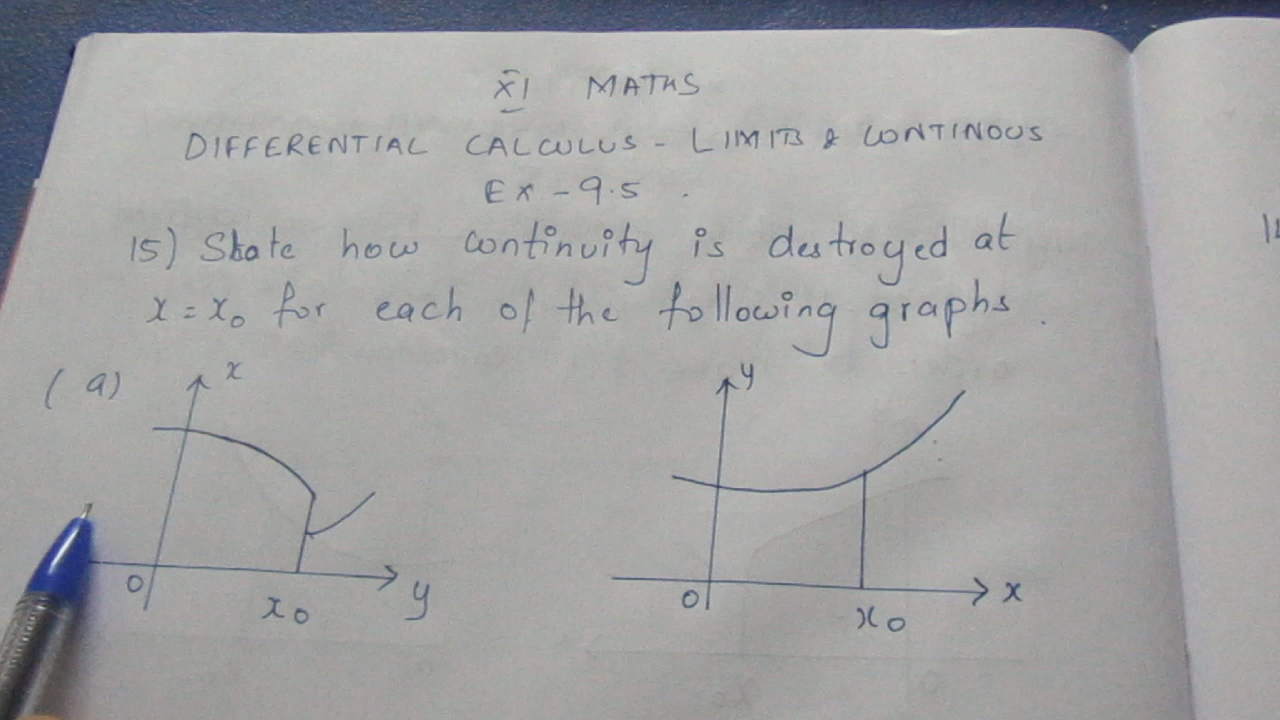 XI MATHS
DIFFERENTIAL CALCULUS - LIMITS & CONTINOUS
Ex - 9.5 .
15) State how continuity is destroyed at
x = x₀ for each of the following graphs.
(a)
x
y
0
x₀
y
0
x₀
x